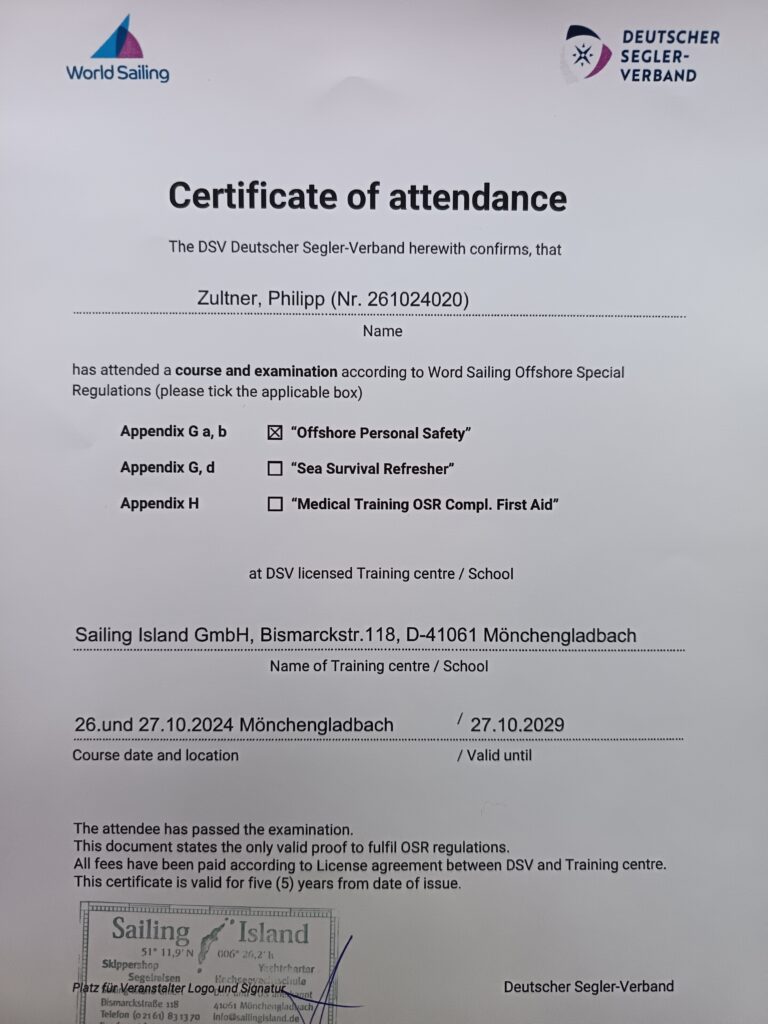 World Sailing
DEUTSCHER
SEGLER-
VERBAND
Certificate of attendance
The DSV Deutscher Segler-Verband herewith confirms, that
Zultner, Philipp (Nr. 261024020)
Name
has attended a course and examination according to Word Sailing Offshore Special
Regulations (please tick the applicable box)
Appendix G a, b ☒ “Offshore Personal Safety”
Appendix G, d ☐ “Sea Survival Refresher”
Appendix H ☐ “Medical Training OSR Compl. First Aid”
at DSV licensed Training centre / School
Sailing Island GmbH, Bismarckstr.118, D-41061 Mönchengladbach
Name of Training centre / School
26.und 27.10.2024 Mönchengladbach / 27.10.2029
Course date and location / Valid until
The attendee has passed the examination.
This document states the only valid proof to fulfil OSR regulations.
All fees have been paid according to License agreement between DSV and Training centre.
This certificate is valid for five (5) years from date of issue.
Sailing Island
51° 11,9' N 006° 26,2'
Skippershop Yachtcharter
Segelreisen Hochseeyachtschule
Platz für Veranstalter Logo und Signatur Deutscher Segler-Verband
Bismarckstraße 118 41061 Mönchengladbach
Telefon (02161) 831370 info@sailingisland.de